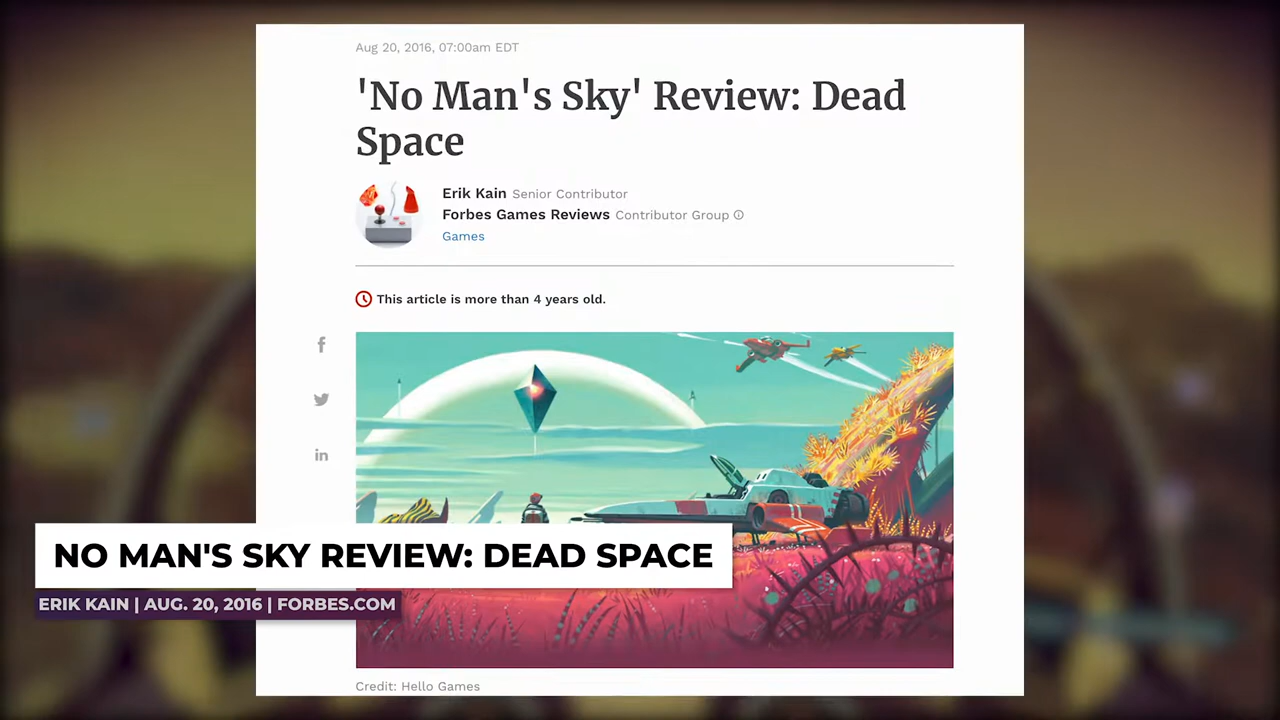 Aug 20, 2016, 07:00am EDT
'No Man's Sky' Review: Dead
Space
Erik Kain Senior Contributor
Forbes Games Reviews Contributor Group
Games
This article is more than 4 years old.
NO MAN'S SKY REVIEW: DEAD SPACE
ERIK KAIN | AUG. 20, 2016 | FORBES.COM
Credit: Hello Games